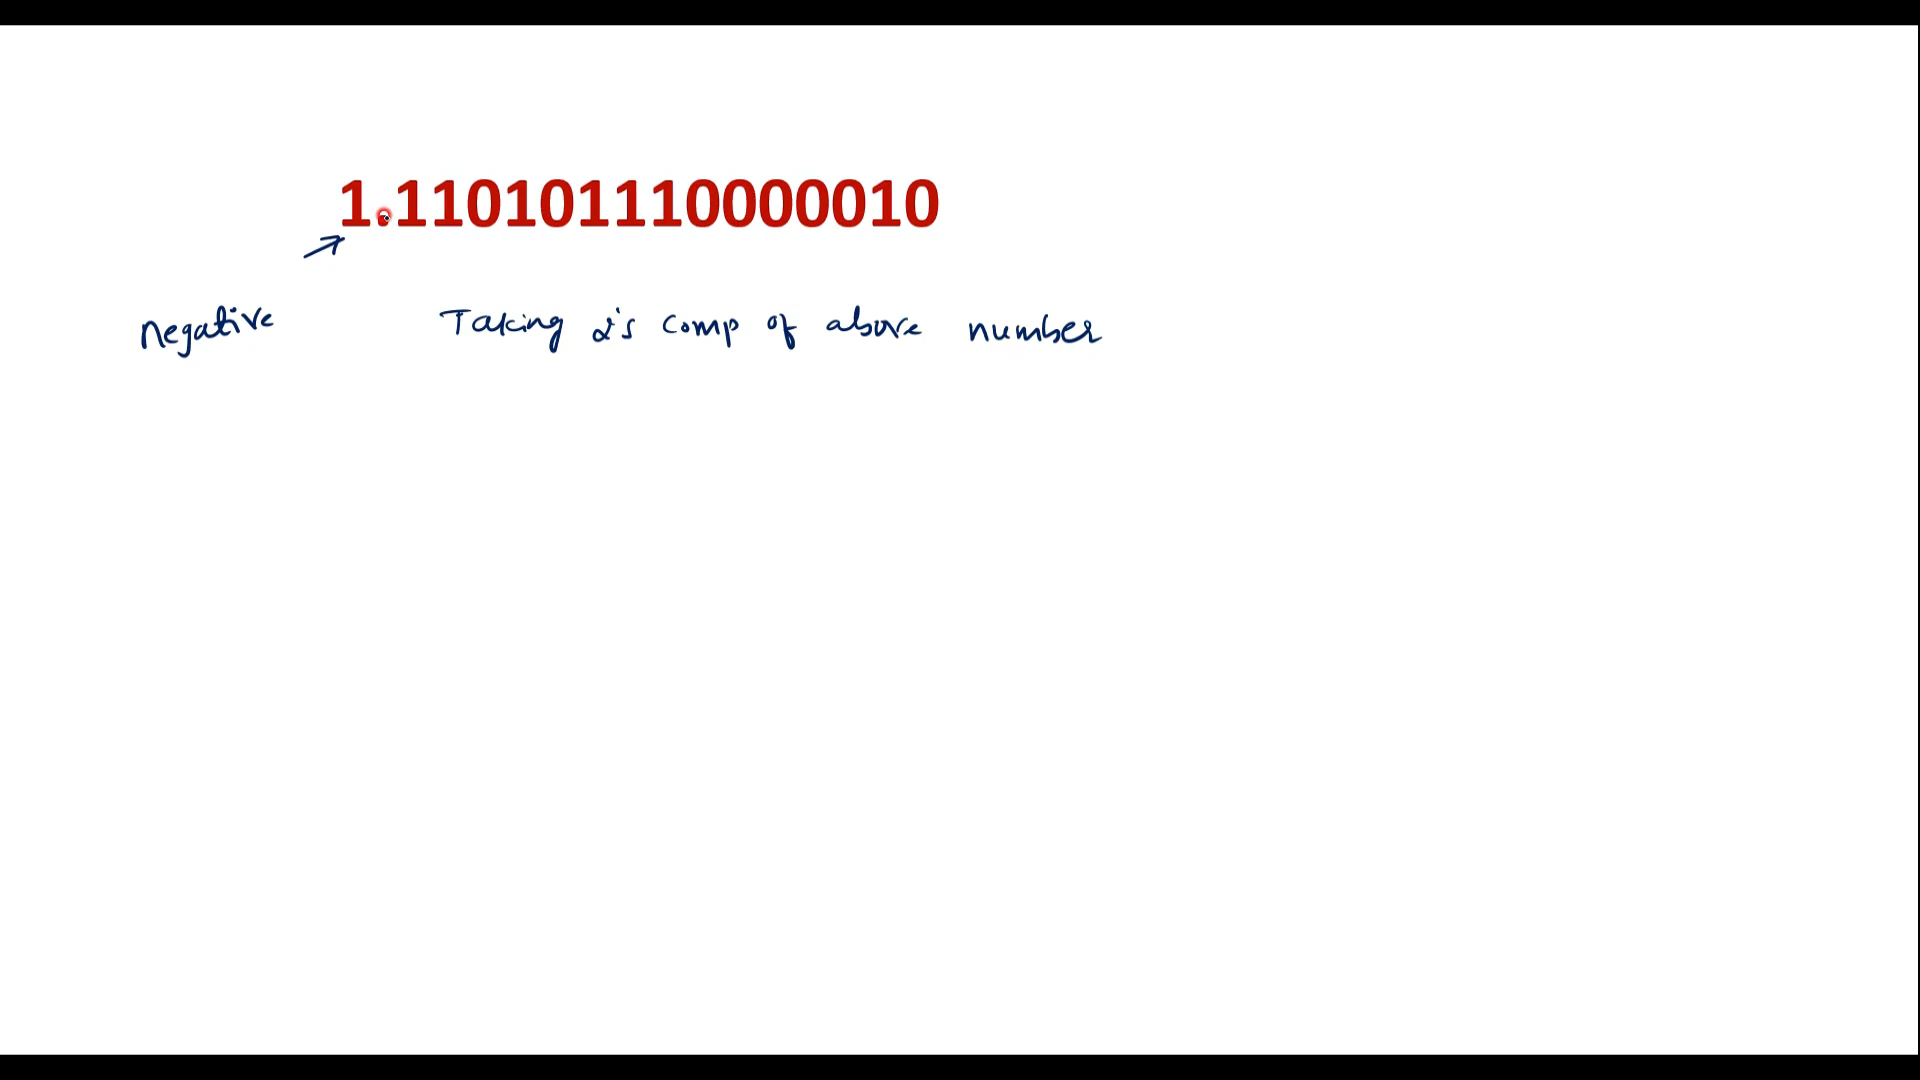 1.110101110000010
negative Taking 2's comp of above number